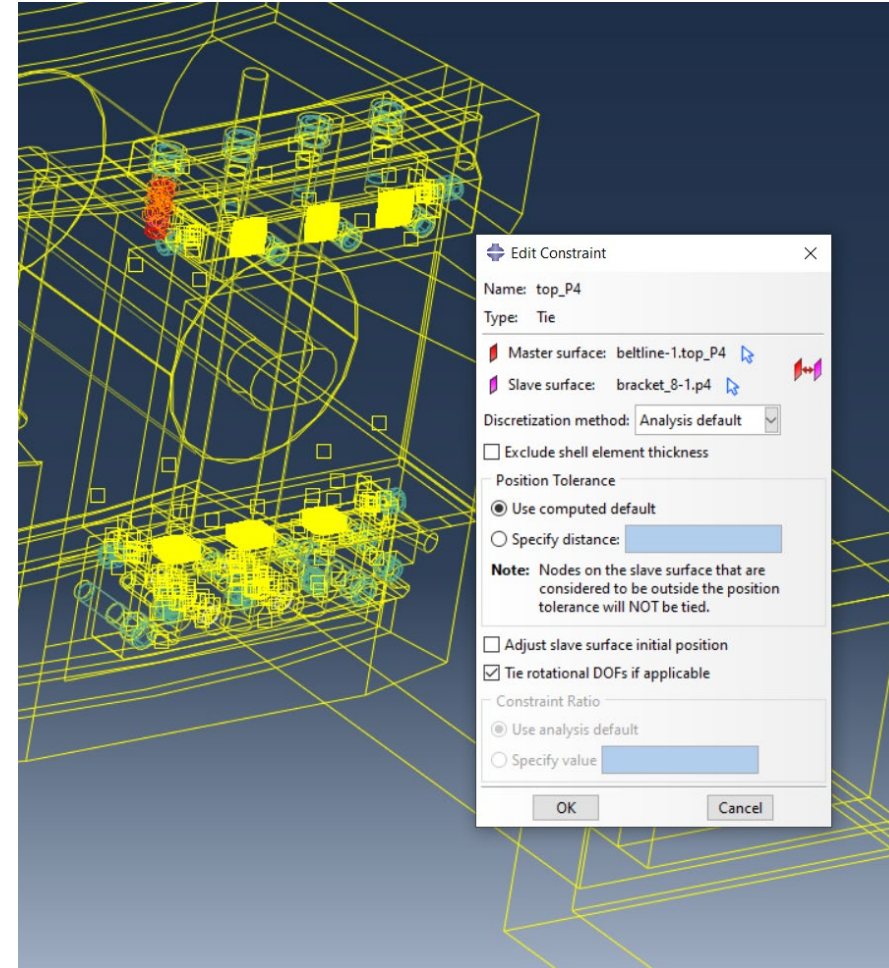 Edit Constraint
Name: top_P4
Type: Tie
Master surface: beltline-1.top_P4
Slave surface: bracket_8-1.p4
Discretization method: Analysis default
Exclude shell element thickness
Position Tolerance
Use computed default
Specify distance:
Note: Nodes on the slave surface that are
considered to be outside the position
tolerance will NOT be tied.
Adjust slave surface initial position
Tie rotational DOFs if applicable
Constraint Ratio
Use analysis default
Specify value
OK Cancel